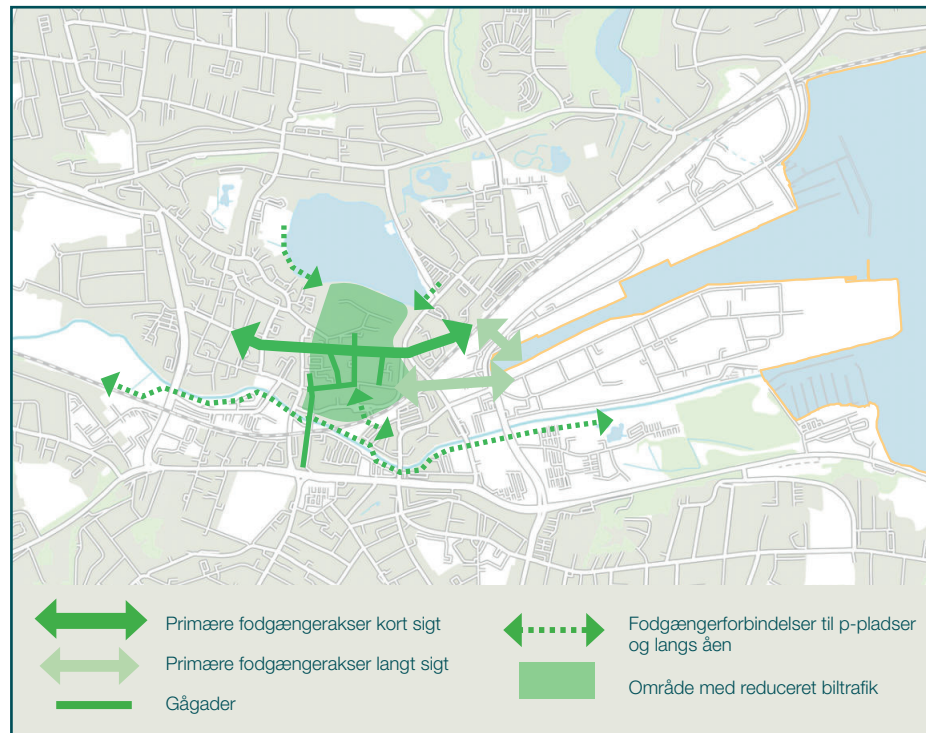 Primære fodgængerakser kort sigt
Primære fodgængerakser langt sigt
Gågader
Fodgængerforbindelser til p-pladser
og langs åen
Område med reduceret biltrafik